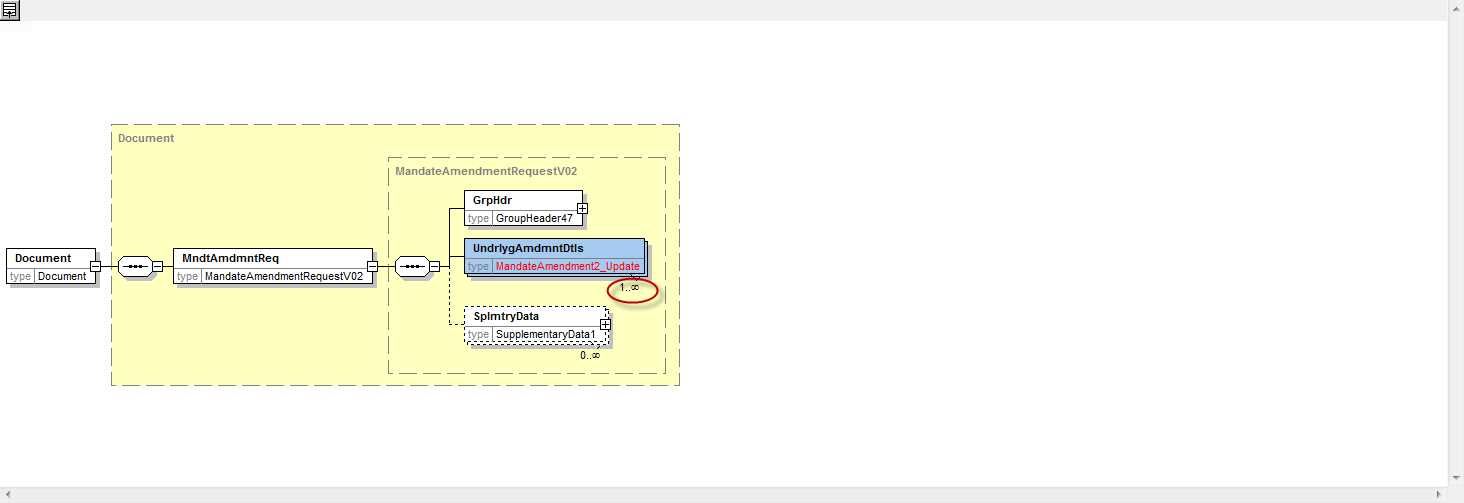 Document
MandateAmendmentRequestV02
GrpHdr
type GroupHeader47
UndrlygAmdmntDtls
type MandateAmendment2_Update
1..∞
Document
type Document
MndtAmdmntReq
type MandateAmendmentRequestV02
SplmtryData
type SupplementaryData1
0..∞